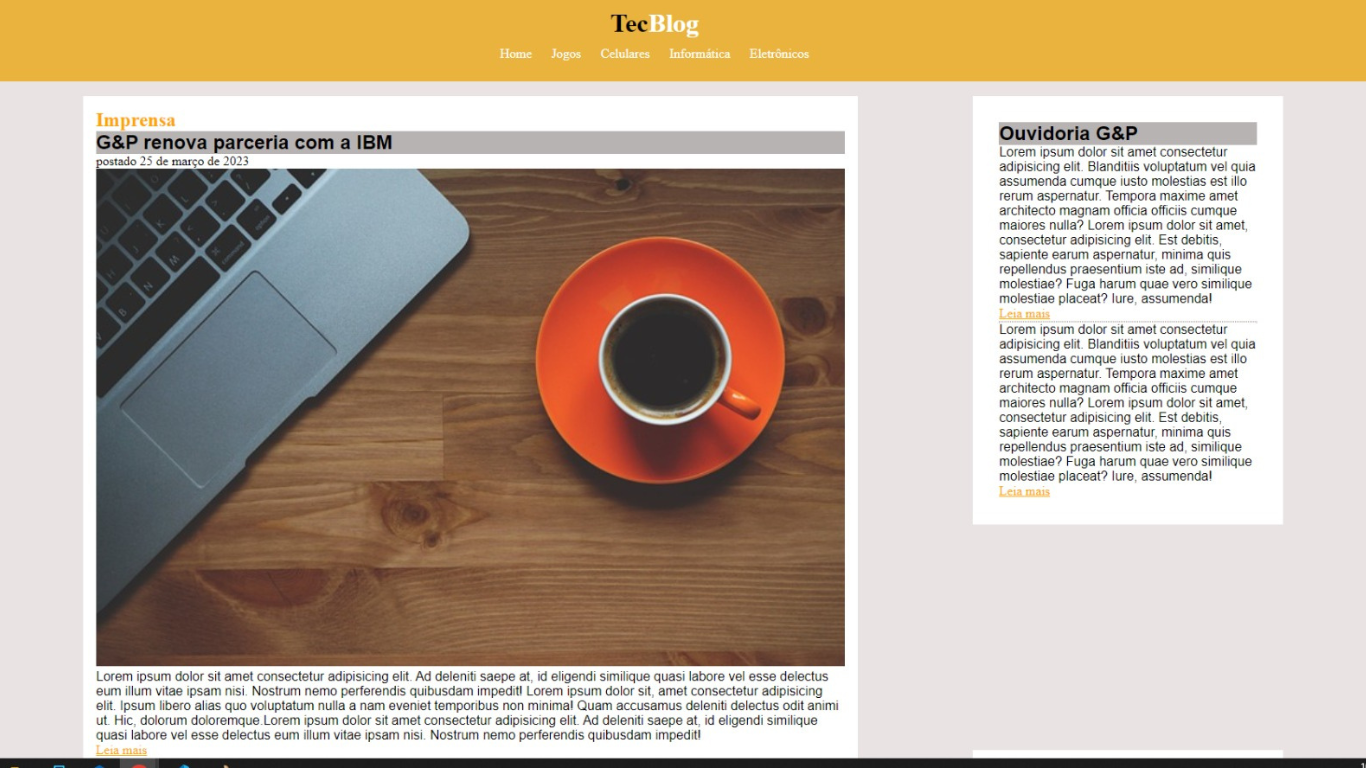 TecBlog
Home Jogos Celulares Informática Eletrônicos
Imprensa
G&P renova parceria com a IBM
postado 25 de março de 2023
Lorem ipsum dolor sit amet consectetur adipisicing elit. Ad deleniti saepe at, id eligendi similique quasi labore vel esse delectus
eum illum vitae ipsam nisi. Nostrum nemo perferendis quibusdam impedit! Lorem ipsum dolor sit, amet consectetur adipisicing
elit. Ipsum libero alias quo voluptatum nulla a nam eveniet temporibus non minima! Quam accusamus deleniti delectus odit animi
ut. Hic, dolorum doloremque.Lorem ipsum dolor sit amet consectetur adipisicing elit. Ad deleniti saepe at, id eligendi similique
quasi labore vel esse delectus eum illum vitae ipsam nisi. Nostrum nemo perferendis quibusdam impedit!
Leia mais
Ouvidoria G&P
Lorem ipsum dolor sit amet consectetur
adipisicing elit. Blanditiis voluptatum vel quia
assumenda cumque iusto molestias est illo
rerum aspernatur. Tempora maxime amet
architecto magnam officia officiis cumque
maiores nulla? Lorem ipsum dolor sit amet,
consectetur adipisicing elit. Est debitis,
sapiente earum aspernatur, minima quis
repellendus praesentium iste ad, similique
molestiae? Fuga harum quae vero similique
molestiae placeat? Iure, assumenda!
Leia mais
Lorem ipsum dolor sit amet consectetur
adipisicing elit. Blanditiis voluptatum vel quia
assumenda cumque iusto molestias est illo
rerum aspernatur. Tempora maxime amet
architecto magnam officia officiis cumque
maiores nulla? Lorem ipsum dolor sit amet,
consectetur adipisicing elit. Est debitis,
sapiente earum aspernatur, minima quis
repellendus praesentium iste ad, similique
molestiae? Fuga harum quae vero similique
molestiae placeat? Iure, assumenda!
Leia mais